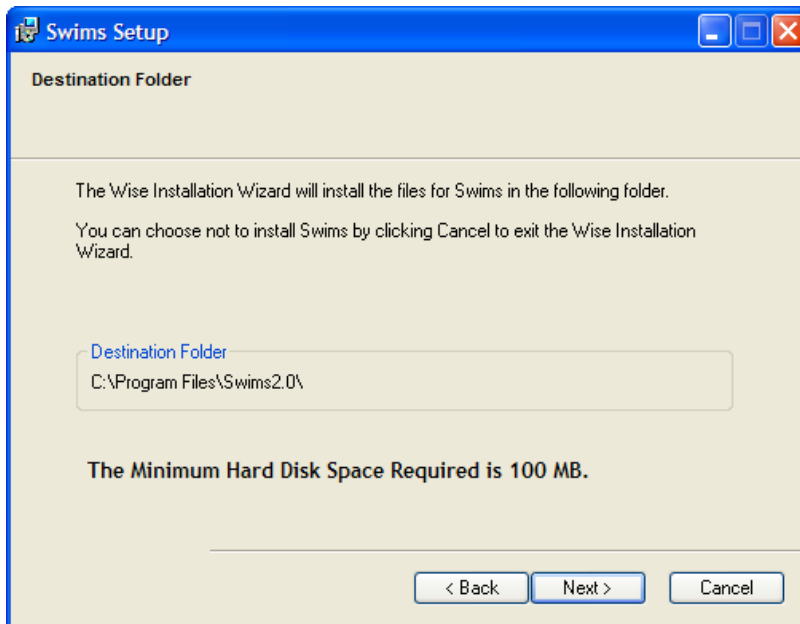 Swims Setup
Destination Folder
The Wise Installation Wizard will install the files for Swims in the following folder.
You can choose not to install Swims by clicking Cancel to exit the Wise Installation
Wizard.
Destination Folder
C:\Program Files\Swims2.0\
The Minimum Hard Disk Space Required is 100 MB.
< Back
Next >
Cancel